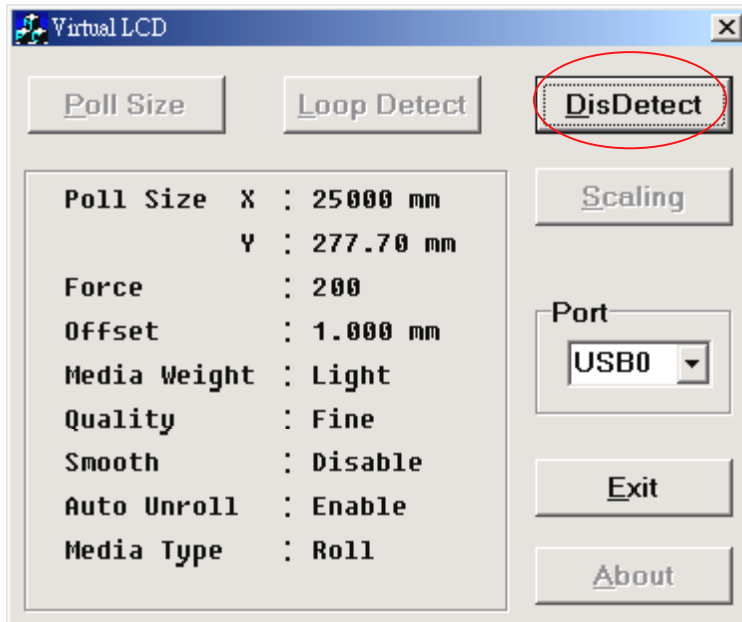 Virtual LCD
Poll Size Loop Detect DisDetect
Poll Size X : 25000 mm
Y : 277.70 mm
Force : 200
Offset : 1.000 mm
Media Weight : Light
Quality : Fine
Smooth : Disable
Auto Unroll : Enable
Media Type : Roll
Scaling
Port
USB0
Exit
About